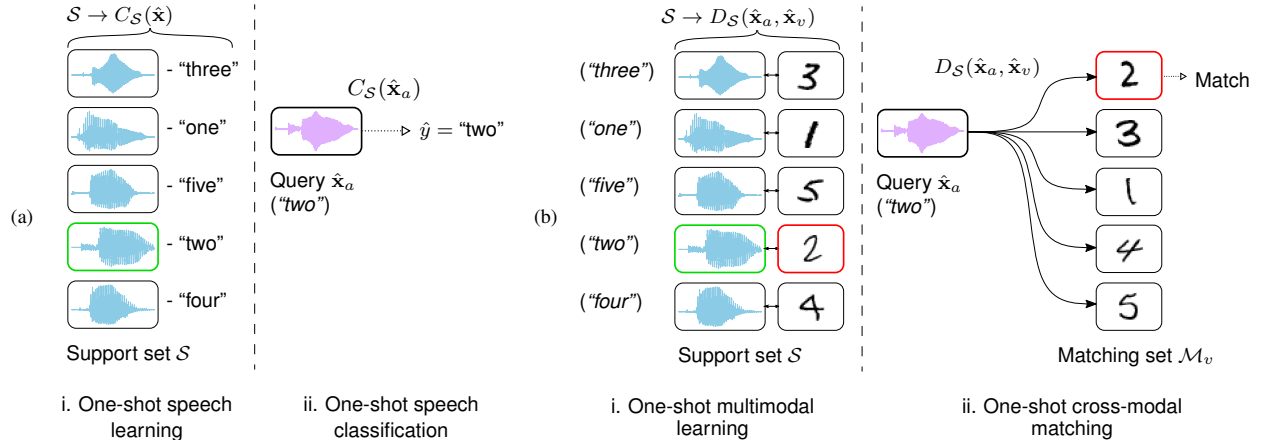 (a)
𝒮 → C_𝒮(x̂)
- “three”
- “one”
- “five”
- “two”
- “four”
Support set 𝒮
i. One-shot speech
learning
C_𝒮(x̂_a)
ŷ = “two”
Query x̂_a
(“two”)
ii. One-shot speech
classification
(b)
𝒮 → D_𝒮(x̂_a, x̂_v)
(“three”) 3
(“one”) 1
(“five”) 5
(“two”) 2
(“four”) 4
Support set 𝒮
i. One-shot multimodal
learning
D_𝒮(x̂_a, x̂_v)
Query x̂_a
(“two”)
2 Match
3
1
4
5
Matching set ℳ_v
ii. One-shot cross-modal
matching